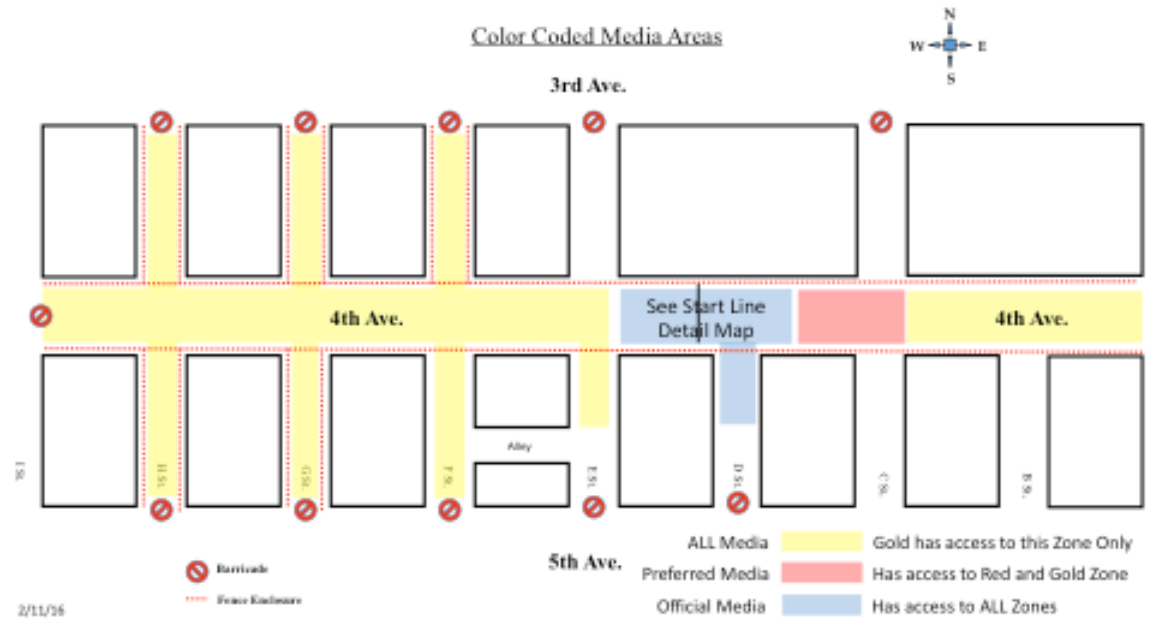 Color Coded Media Areas
N
W E
S
3rd Ave.
4th Ave.
See Start Line
Detail Map
4th Ave.
Alley
I St.
H St.
G St.
F St.
E St.
D St.
C St.
B St.
5th Ave.
ALL Media Gold has access to this Zone Only
Preferred Media Has access to Red and Gold Zone
Official Media Has access to ALL Zones
Barricade
Fence Enclosure
2/11/16